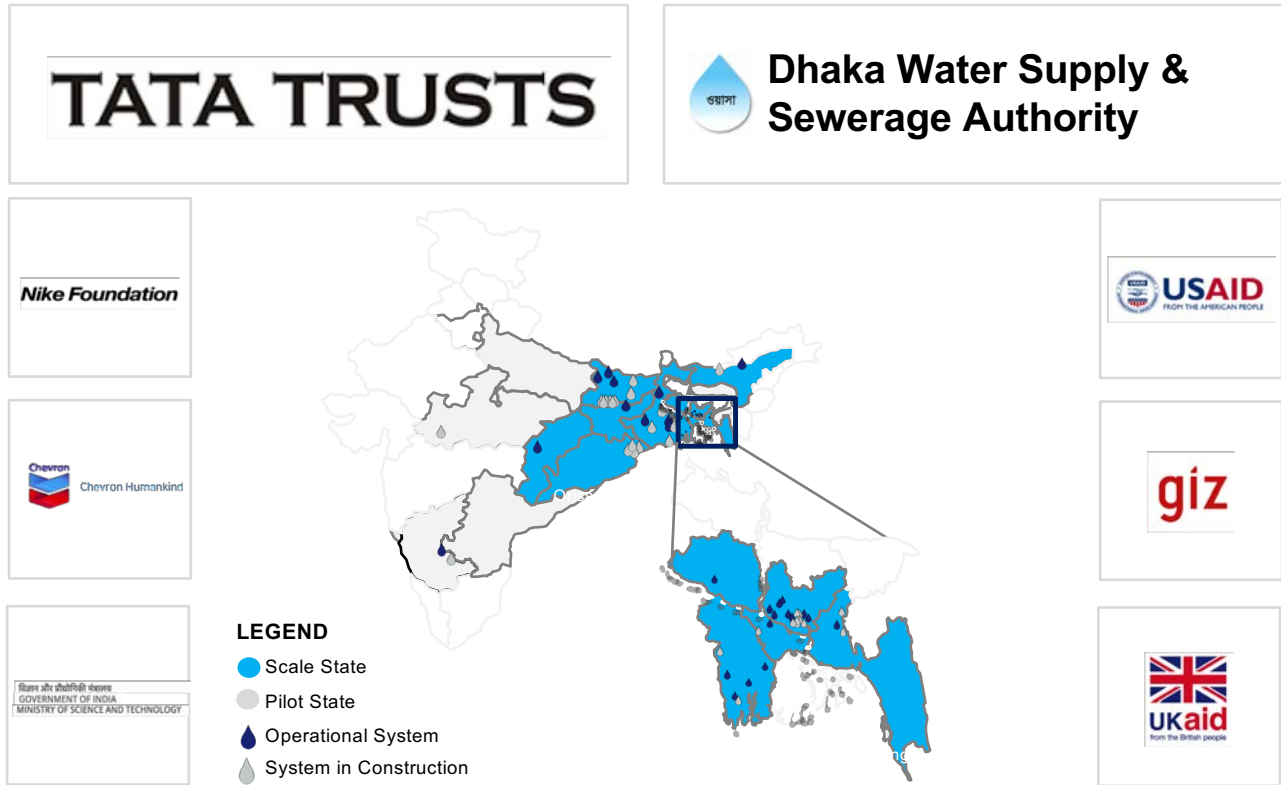 TATA TRUSTS
ওয়াসা
Dhaka Water Supply &
Sewerage Authority
Nike Foundation
USAID
FROM THE AMERICAN PEOPLE
Chevron
Chevron Humankind
giz
LEGEND
Scale State
Pilot State
Operational System
System in Construction
विज्ञान और प्रौद्योगिकी मंत्रालय
GOVERNMENT OF INDIA
MINISTRY OF SCIENCE AND TECHNOLOGY
UKaid
from the British people